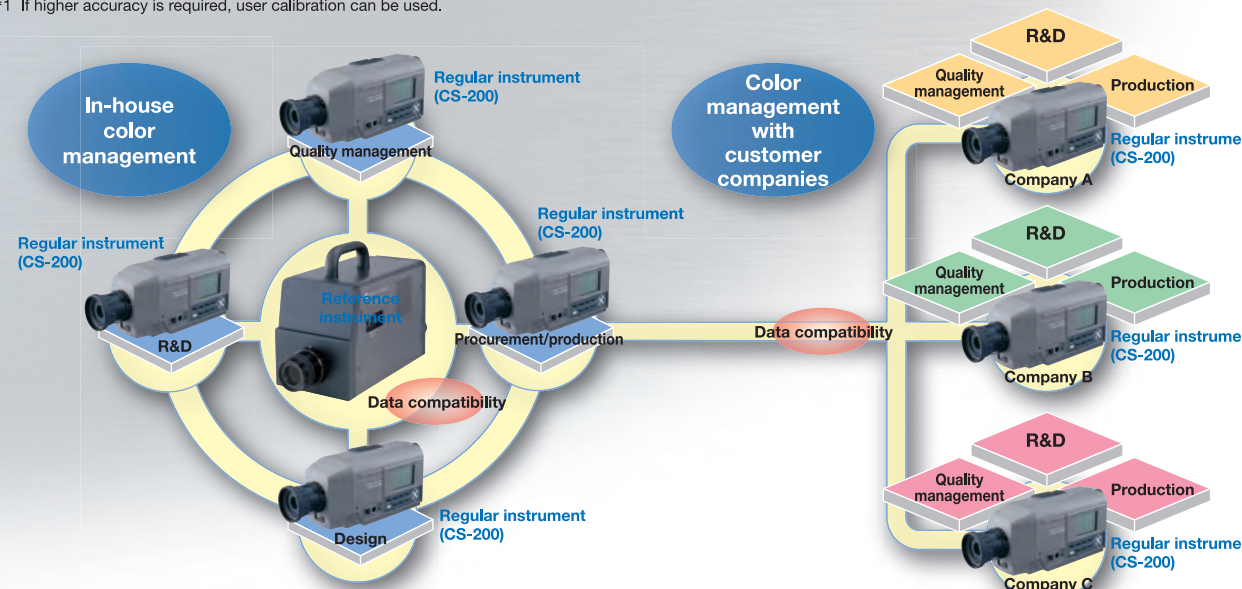 *1 If higher accuracy is required, user calibration can be used.
In-house
color
management
Regular instrument
(CS-200)
Quality management
Regular instrument
(CS-200)
Regular instrument
(CS-200)
Reference
instrument
R&D
Procurement/production
Data compatibility
Regular instrument
(CS-200)
Design
Color
management
with
customer
companies
Data compatibility
R&D
Quality
management
Production
Regular instrume
(CS-200)
Company A
R&D
Quality
management
Production
Regular instrume
(CS-200)
Company B
R&D
Quality
management
Production
Regular instrume
(CS-200)
Company C